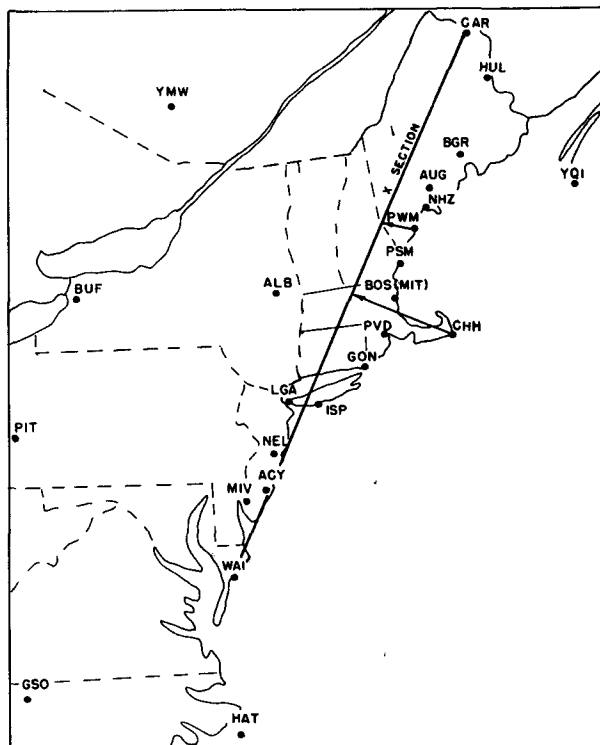 CAR
HUL
YMW
BGR
YQI
X SECTION
AUG
NHZ
PWM
PSM
ALB
BOS(MIT)
BUF
PVD
CHH
GON
LGA
ISP
PIT
NEL
ACY
MIV
WAI
GSO
HAT